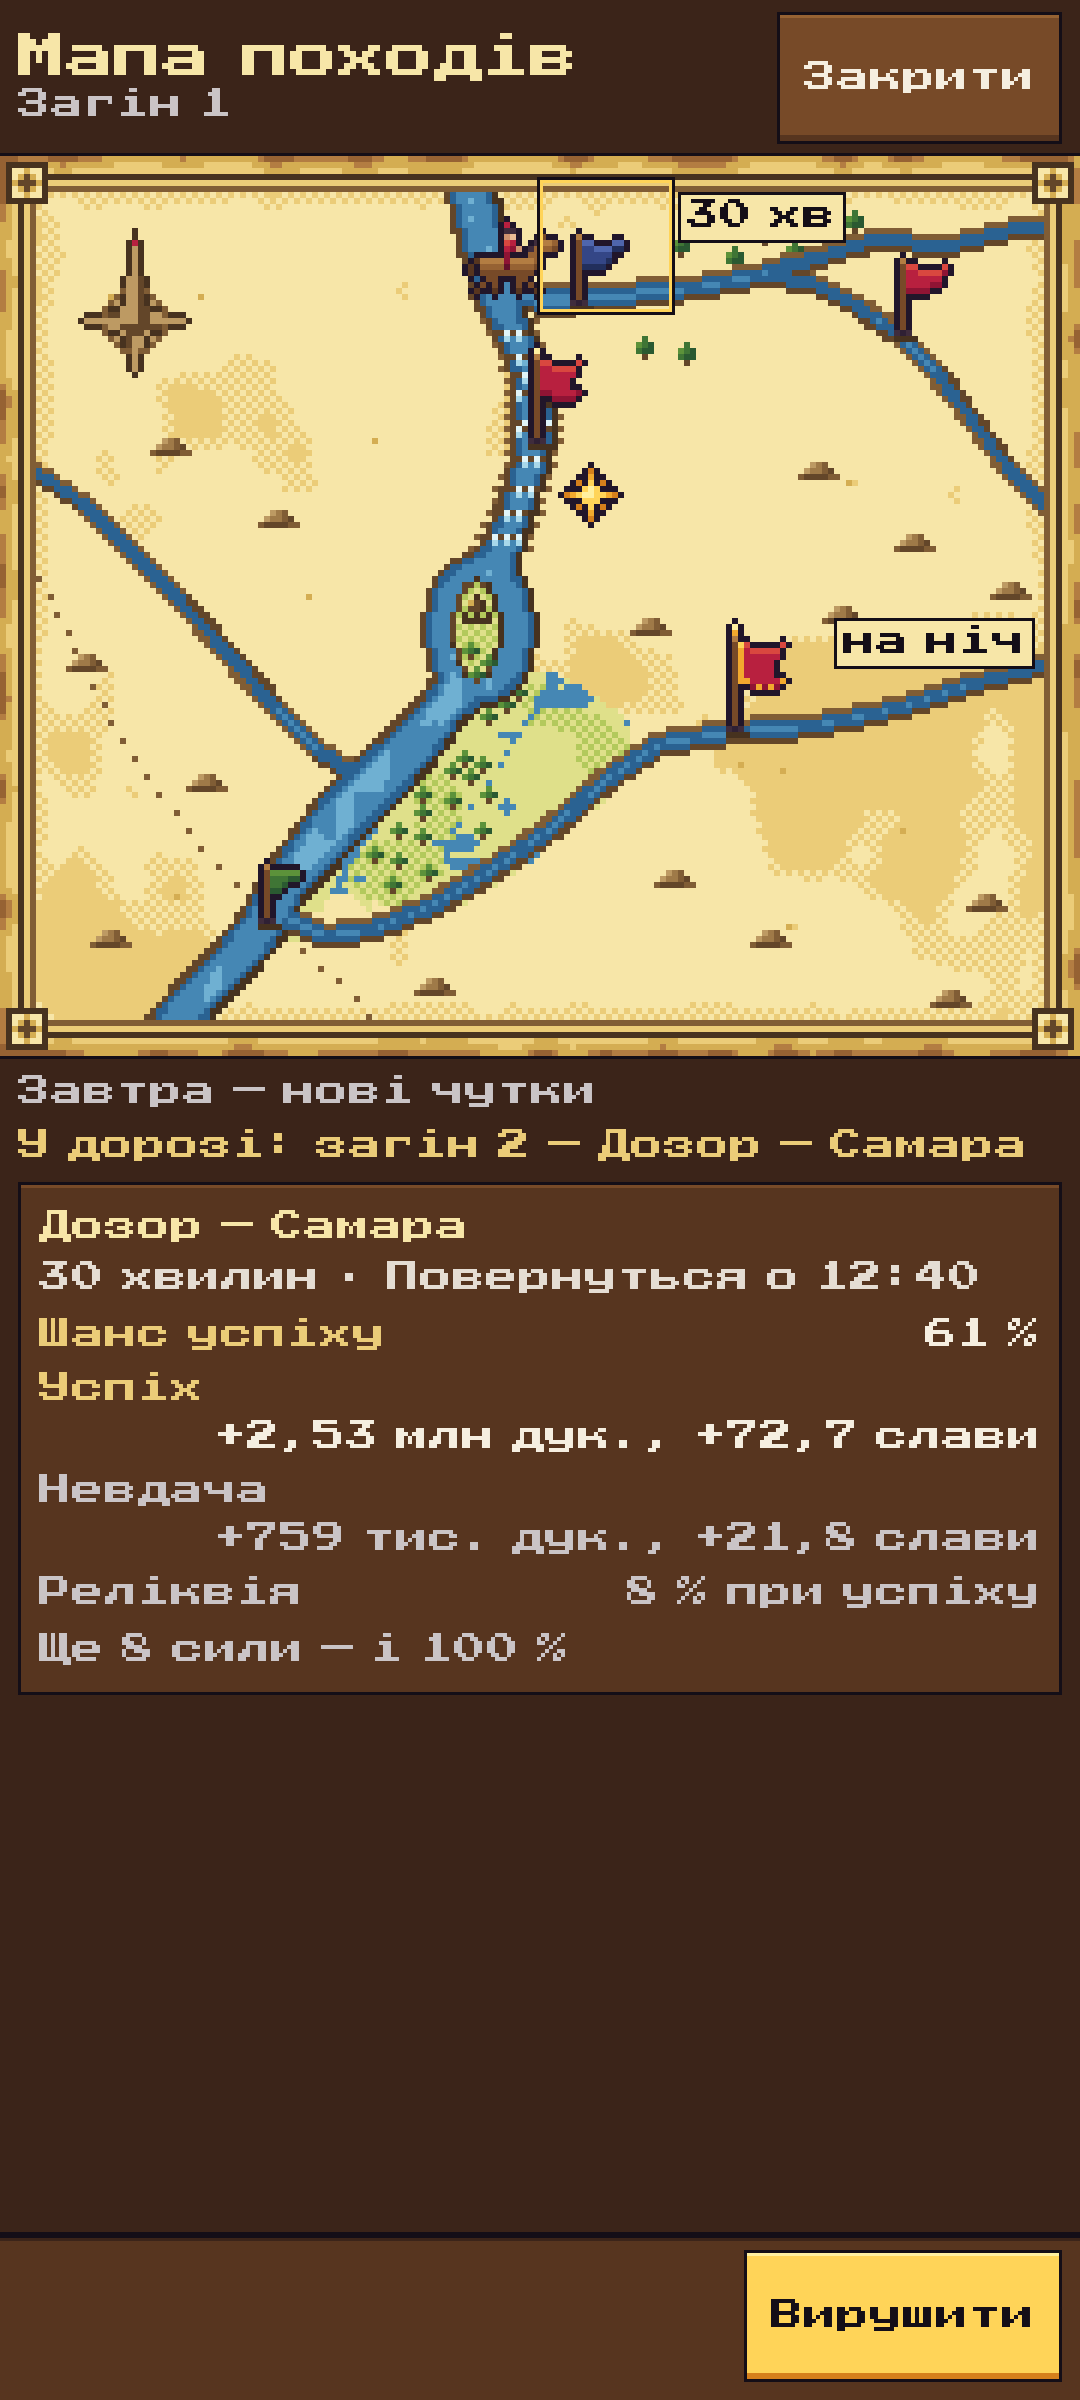 Мапа походів
Загін 1
Закрити
30 хв
на ніч
Завтра — нові чутки
У дорозі: загін 2 — Дозор — Самара
Дозор — Самара
30 хвилин · Повернуться о 12:40
Шанс успіху 61 %
Успіх
+2,53 млн дук., +72,7 слави
Невдача
+759 тис. дук., +21,8 слави
Реліквія 8 % при успіху
Ще 8 сили — і 100 %
Вирушити